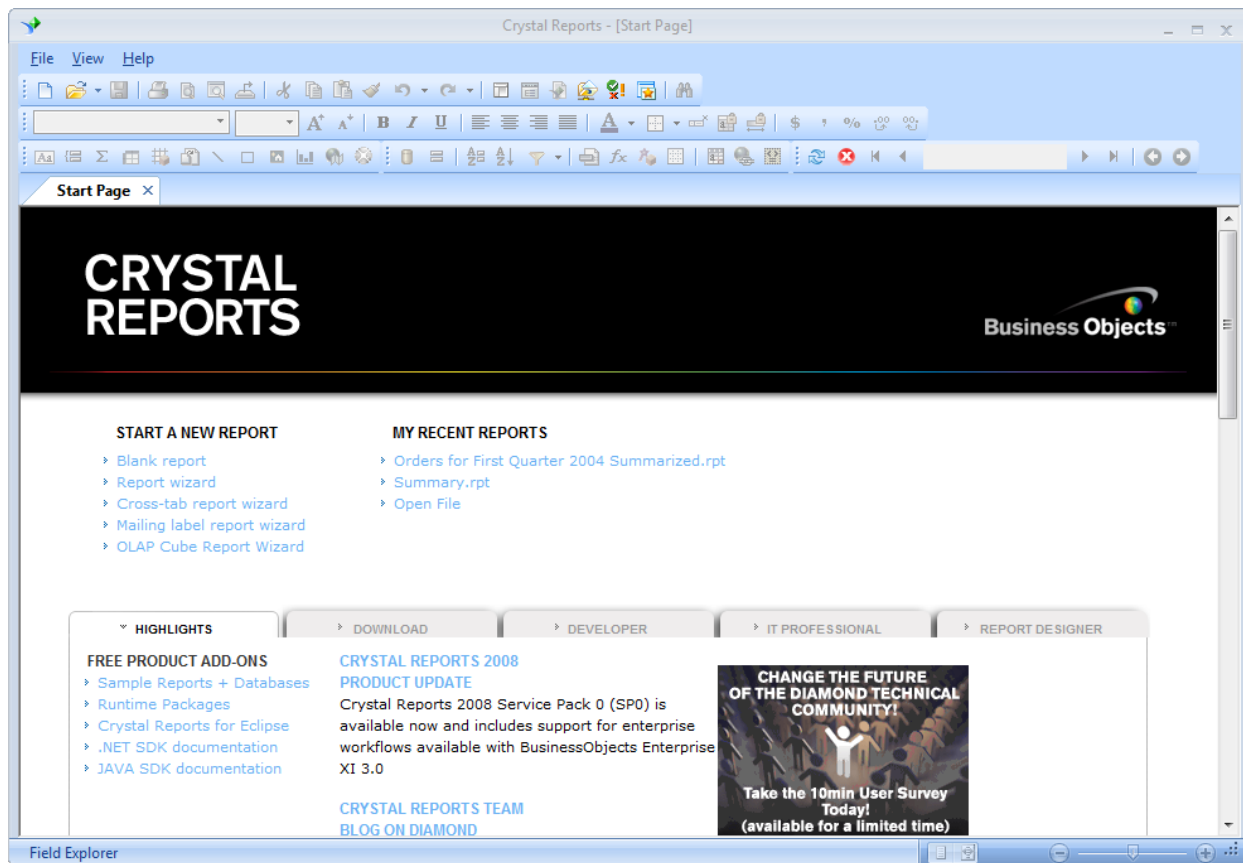 Crystal Reports - [Start Page]
File View Help
B I U A $ , %
Start Page
CRYSTAL
REPORTS
Business Objects™
START A NEW REPORT
Blank report
Report wizard
Cross-tab report wizard
Mailing label report wizard
OLAP Cube Report Wizard
MY RECENT REPORTS
Orders for First Quarter 2004 Summarized.rpt
Summary.rpt
Open File
HIGHLIGHTS
DOWNLOAD
DEVELOPER
IT PROFESSIONAL
REPORT DESIGNER
FREE PRODUCT ADD-ONS
Sample Reports + Databases
Runtime Packages
Crystal Reports for Eclipse
.NET SDK documentation
JAVA SDK documentation
CRYSTAL REPORTS 2008
PRODUCT UPDATE
Crystal Reports 2008 Service Pack 0 (SP0) is
available now and includes support for enterprise
workflows available with BusinessObjects Enterprise
XI 3.0
CRYSTAL REPORTS TEAM
BLOG ON DIAMOND
CHANGE THE FUTURE
OF THE DIAMOND TECHNICAL
COMMUNITY!
Take the 10min User Survey
Today!
(available for a limited time)
Field Explorer